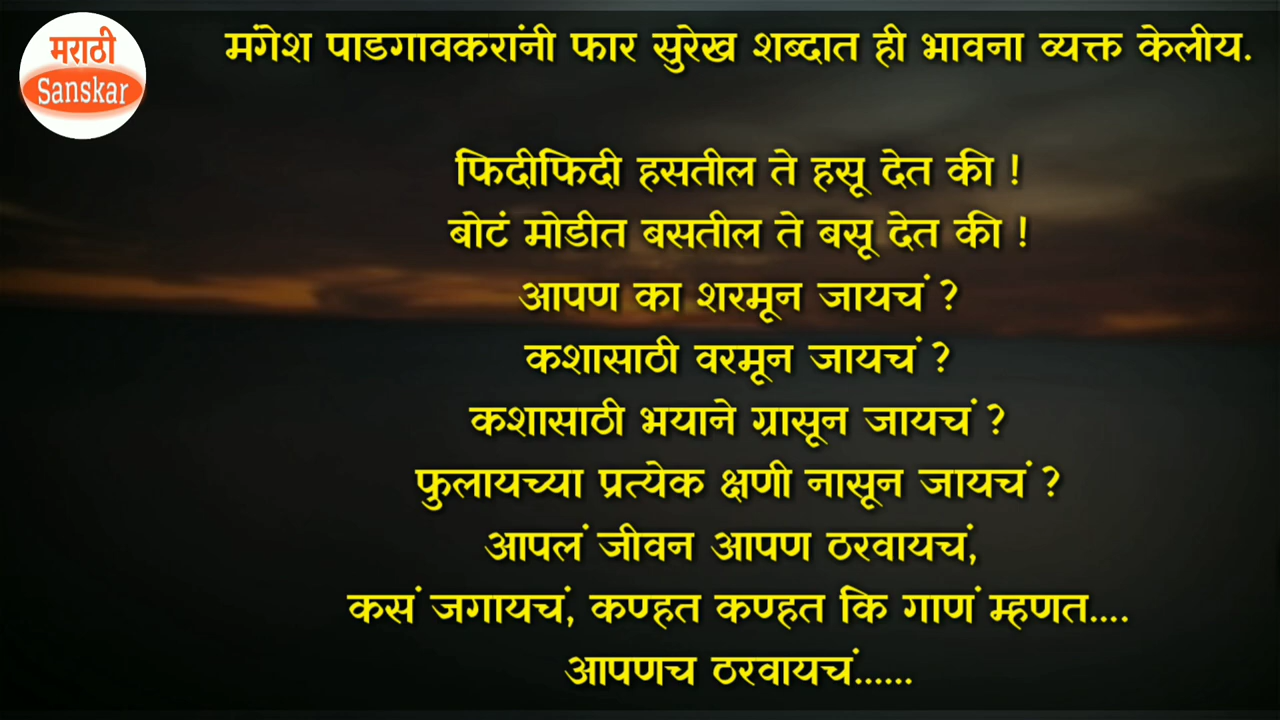 मराठी
Sanskar
मंगेश पाडगावकरांनी फार सुरेख शब्दात ही भावना व्यक्त केलीय.
फिदीफिदी हसतील ते हसू देत की !
बोटं मोडीत बसतील ते बसू देत की !
आपण का शरमून जायचं ?
कशासाठी वरमून जायचं ?
कशासाठी भयाने ग्रासून जायचं ?
फुलायच्या प्रत्येक क्षणी नासून जायचं ?
आपलं जीवन आपण ठरवायचं,
कसं जगायचं, कण्हत कण्हत कि गाणं म्हणत....
आपणच ठरवायचं......